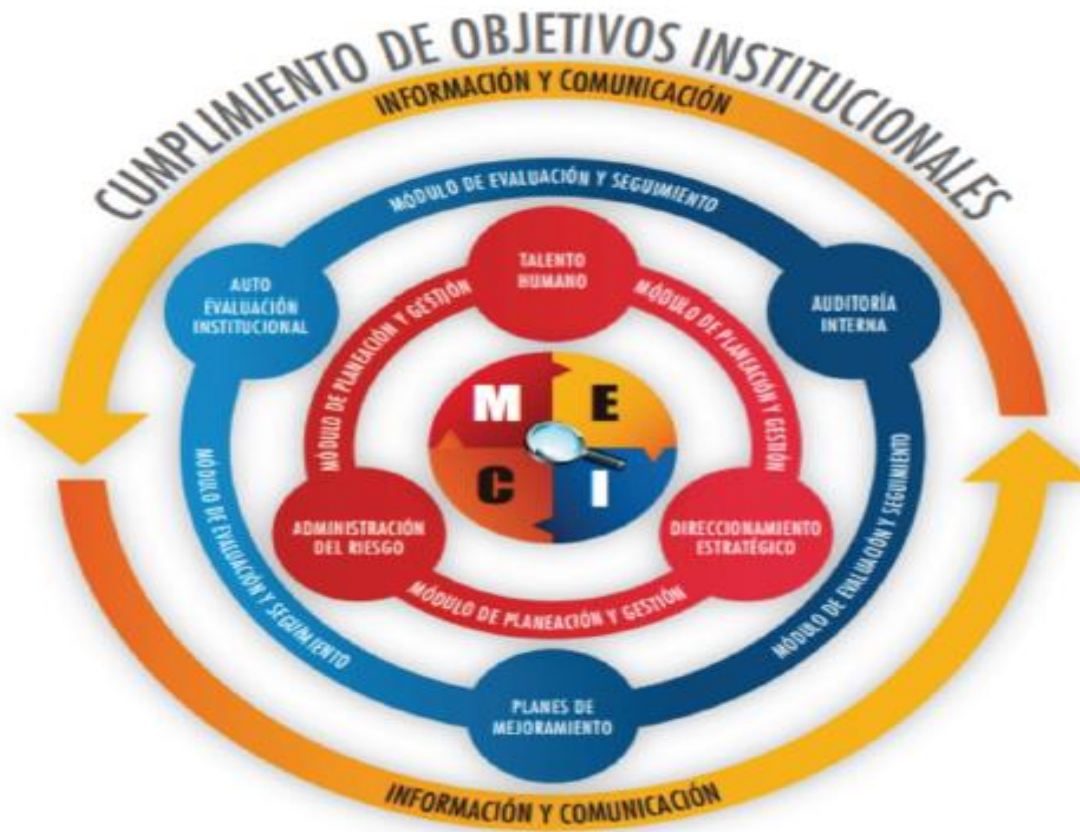 CUMPLIMIENTO DE OBJETIVOS INSTITUCIONALES
INFORMACIÓN Y COMUNICACIÓN
MÓDULO DE EVALUACIÓN Y SEGUIMIENTO
AUTO
EVALUACIÓN
INSTITUCIONAL
TALENTO
HUMANO
AUDITORÍA
INTERNA
MÓDULO DE PLANEACIÓN Y GESTIÓN
MÓDULO DE PLANEACIÓN Y GESTIÓN
M E
C I
ADMINISTRACIÓN
DEL RIESGO
DIRECCIONAMIENTO
ESTRATÉGICO
MÓDULO DE PLANEACIÓN Y GESTIÓN
MÓDULO DE EVALUACIÓN Y SEGUIMIENTO
MÓDULO DE EVALUACIÓN Y SEGUIMIENTO
PLANES DE
MEJORAMIENTO
INFORMACIÓN Y COMUNICACIÓN